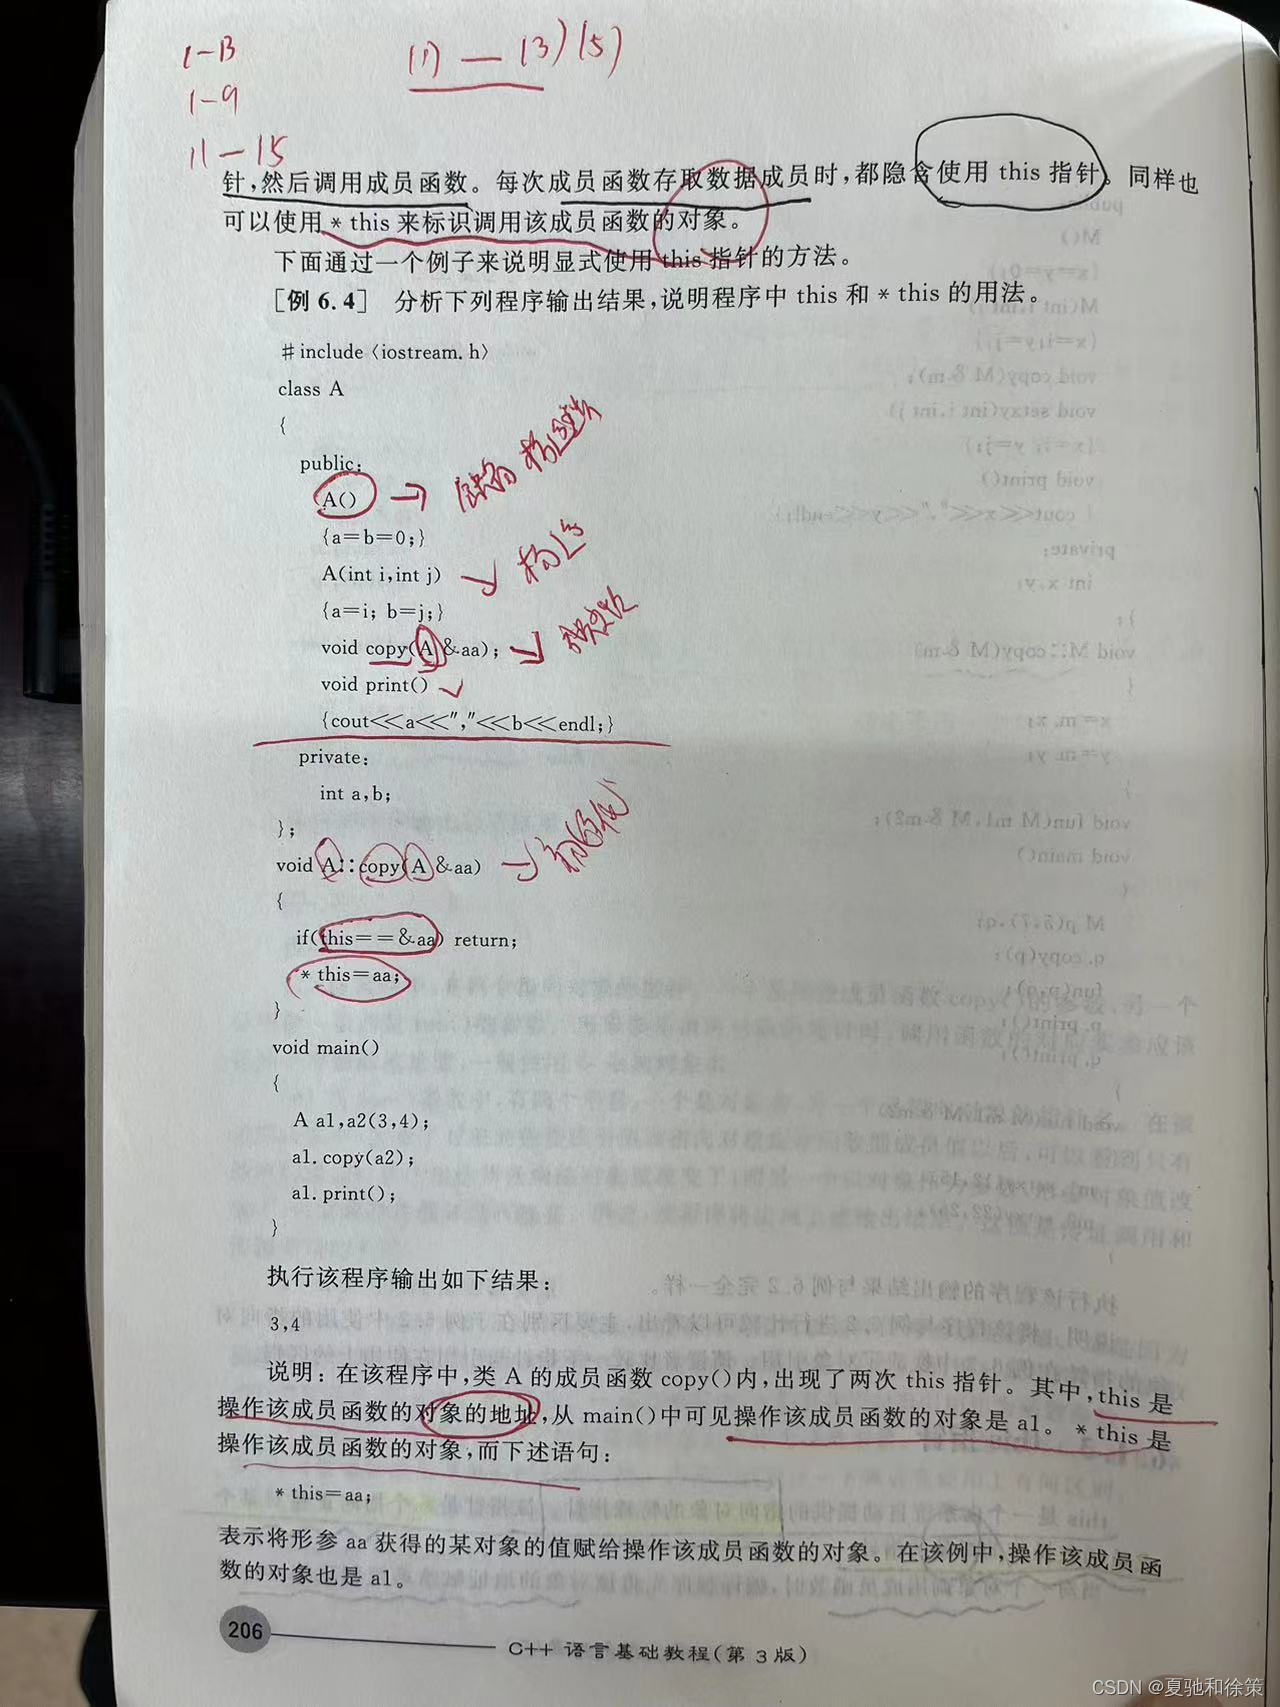 1-B
(1) — (3) (5)
1-9
11-15
针,然后调用成员函数。每次成员函数存取数据成员时,都隐含使用 this 指针。同样也
可以使用 * this 来标识调用该成员函数的对象。
下面通过一个例子来说明显式使用 this 指针的方法。
[例 6.4] 分析下列程序输出结果,说明程序中 this 和 * this 的用法。
#include <iostream.h>
class A
{
public:
A()
{a=b=0;}
A(int i,int j)
{a=i; b=j;}
void copy(A &aa);
void print()
{cout<<a<<","<<b<<endl;}
private:
int a,b;
};
void A::copy(A &aa)
{
if(this==&aa) return;
* this=aa;
}
void main()
{
A a1,a2(3,4);
a1.copy(a2);
a1.print();
}
执行该程序输出如下结果:
3,4
说明:在该程序中,类 A 的成员函数 copy()内,出现了两次 this 指针。其中,this 是
操作该成员函数的对象的地址,从 main()中可见操作该成员函数的对象是 a1。* this 是
操作该成员函数的对象,而下述语句:
* this=aa;
表示将形参 aa 获得的某对象的值赋给操作该成员函数的对象。在该例中,操作该成员函
数的对象也是 a1。
206
C++ 语言基础教程(第 3 版)
CSDN @夏驰和徐策